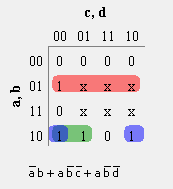 c, d
00 01 11 10
a, b
00 0 0 0 0
01 1 x x x
11 0 x x x
10 1 1 0 1
a̅b + ab̅c̅ + ab̅d̅